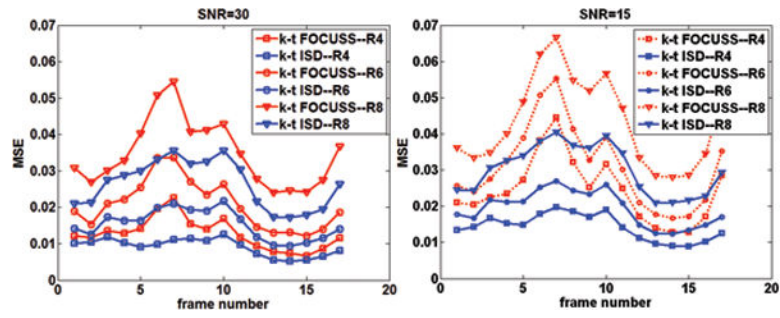 SNR=30
0.07
0.06
0.05
0.04
0.03
0.02
0.01
0
MSE
k-t FOCUSS--R4
k-t ISD--R4
k-t FOCUSS--R6
k-t ISD--R6
k-t FOCUSS--R8
k-t ISD--R8
0 5 10 15 20
frame number
SNR=15
0.07
0.06
0.05
0.04
0.03
0.02
0.01
0
MSE
k-t FOCUSS--R4
k-t ISD--R4
k-t FOCUSS--R6
k-t ISD--R6
k-t FOCUSS--R8
k-t ISD--R8
0 5 10 15 20
frame number